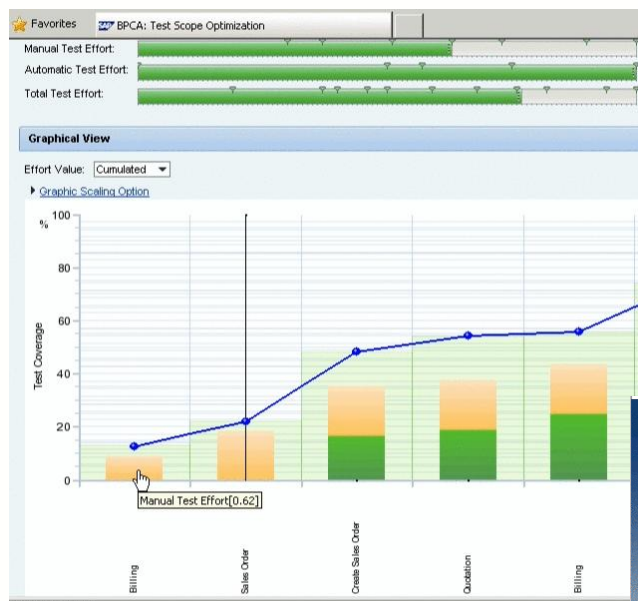 Favorites
SAP BPCA: Test Scope Optimization
Manual Test Effort:
Automatic Test Effort:
Total Test Effort:
Graphical View
Effort Value: Cumulated
Graphic Scaling Option
%
100
80
60
40
20
0
Test Coverage
Manual Test Effort[0.62]
Billing
Sales Order
Create Sales Order
Quotation
Billing